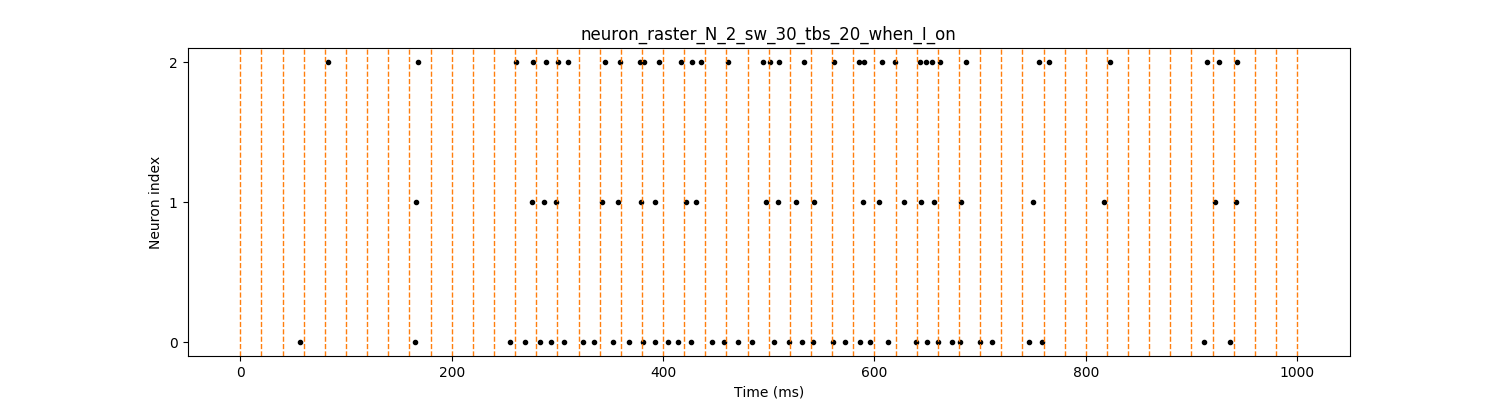 neuron_raster_N_2_sw_30_tbs_20_when_I_on
Neuron index
2
1
0
0 200 400 600 800 1000
Time (ms)